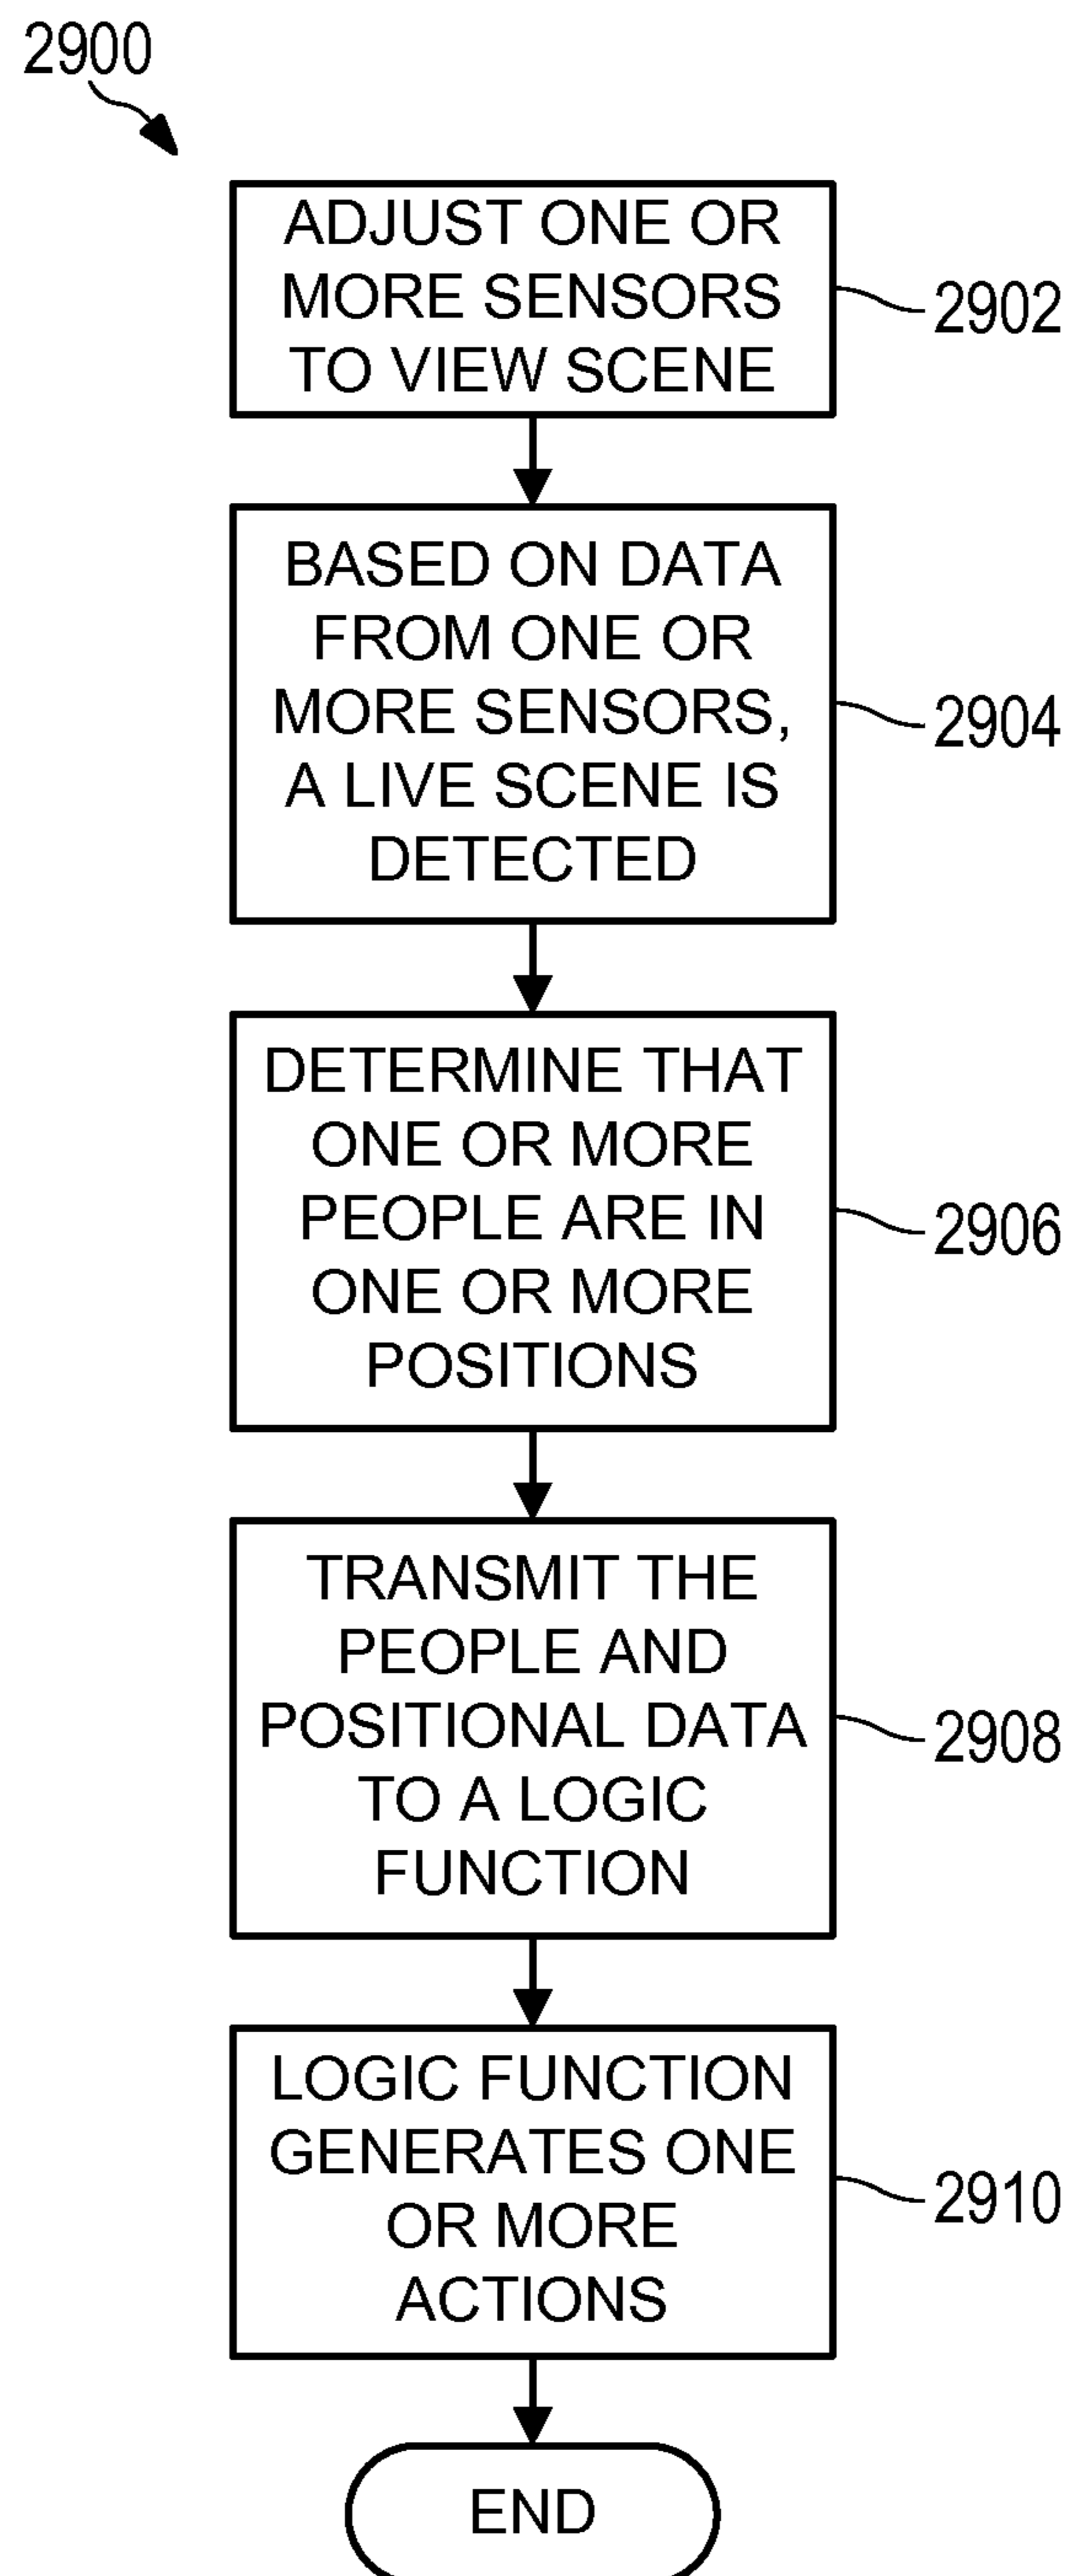 2900
ADJUST ONE OR
MORE SENSORS
TO VIEW SCENE
2902
BASED ON DATA
FROM ONE OR
MORE SENSORS,
A LIVE SCENE IS
DETECTED
2904
DETERMINE THAT
ONE OR MORE
PEOPLE ARE IN
ONE OR MORE
POSITIONS
2906
TRANSMIT THE
PEOPLE AND
POSITIONAL DATA
TO A LOGIC
FUNCTION
2908
LOGIC FUNCTION
GENERATES ONE
OR MORE
ACTIONS
2910
END